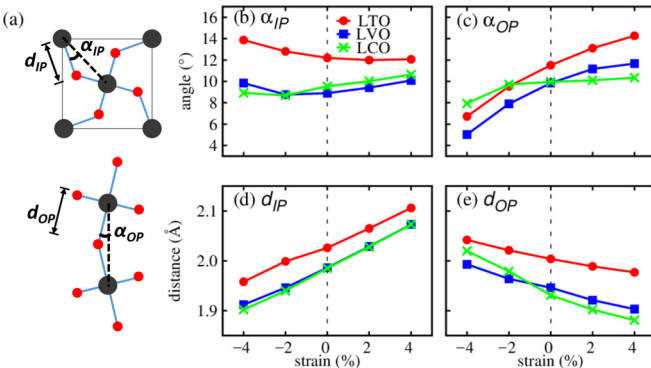 (a)
α_IP
d_IP
d_OP
α_OP
(b) α_IP
LTO
LVO
LCO
(c) α_OP
angle (°)
16
14
12
10
8
6
4
(d) d_IP
(e) d_OP
distance (Å)
2.1
2.0
1.9
−4 −2 0 2 4
−4 −2 0 2 4
strain (%)
strain (%)